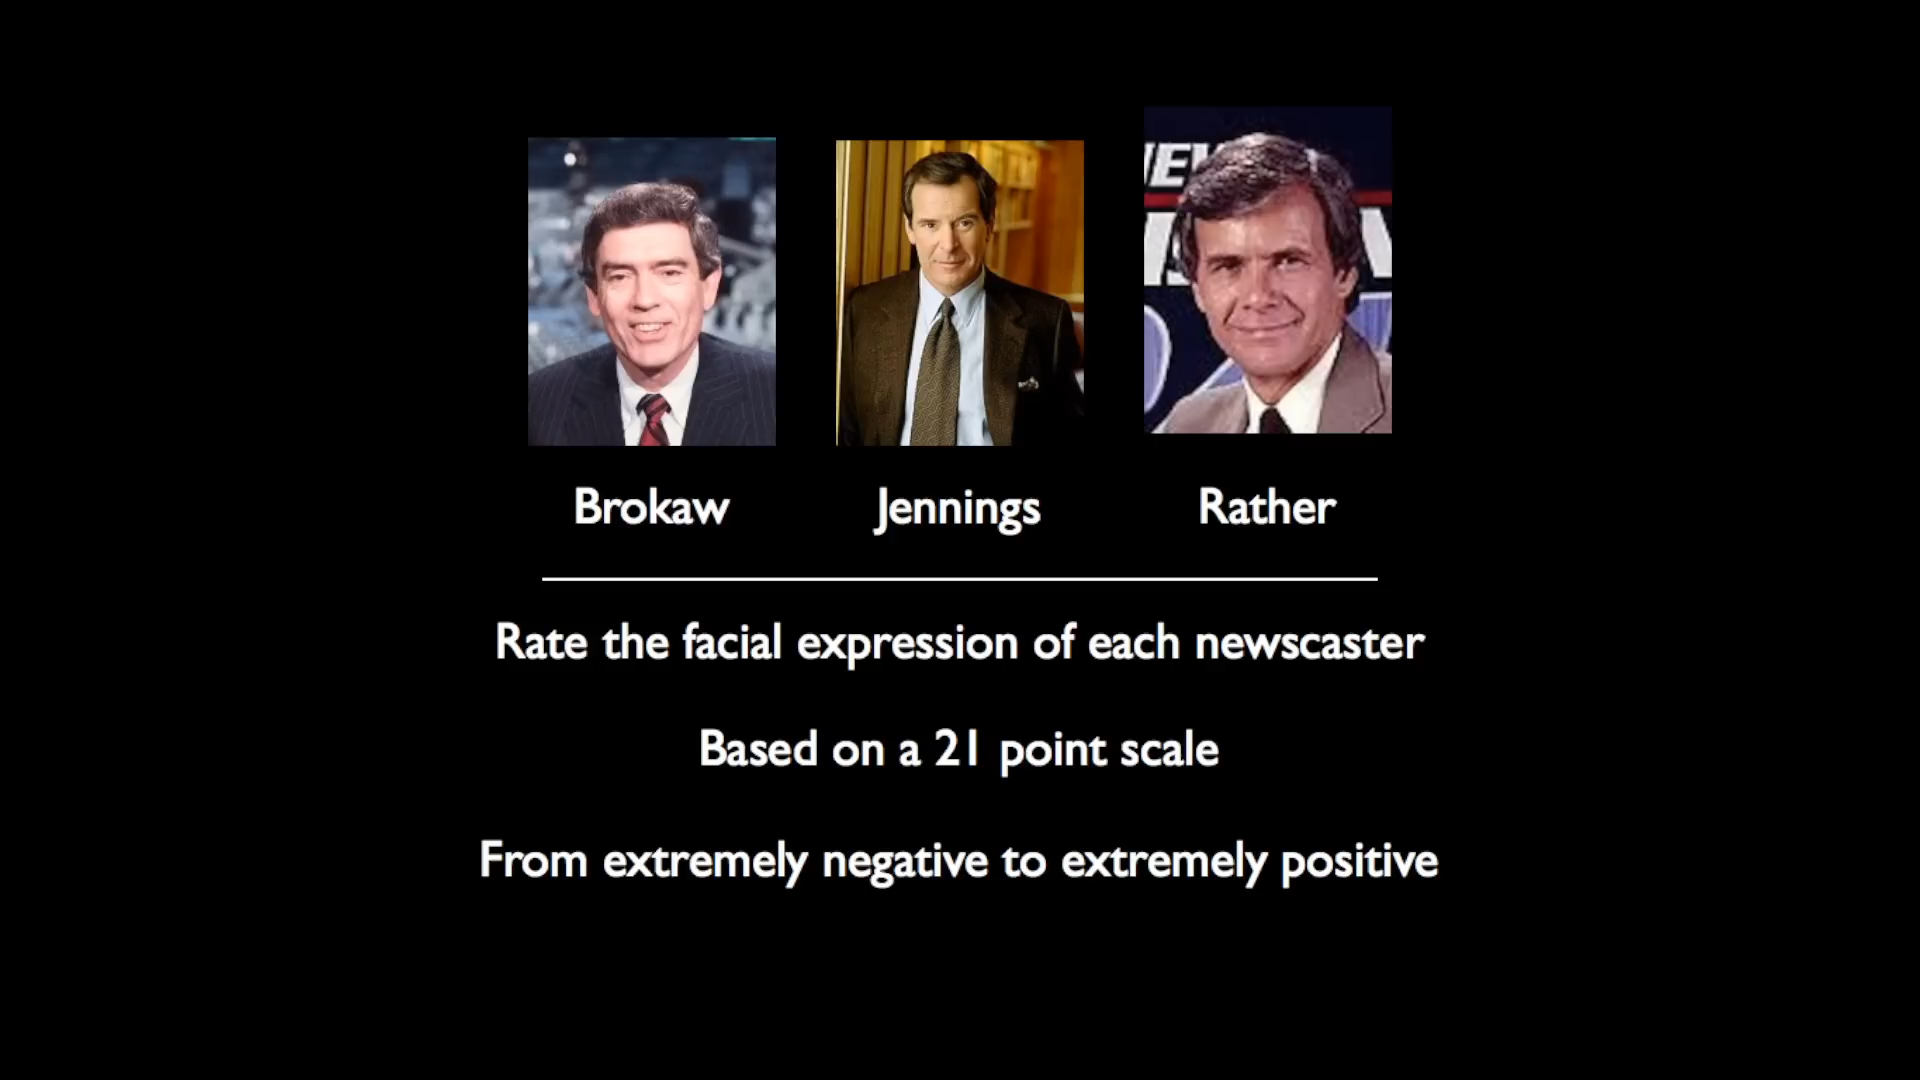 Brokaw Jennings Rather
Rate the facial expression of each newscaster
Based on a 21 point scale
From extremely negative to extremely positive